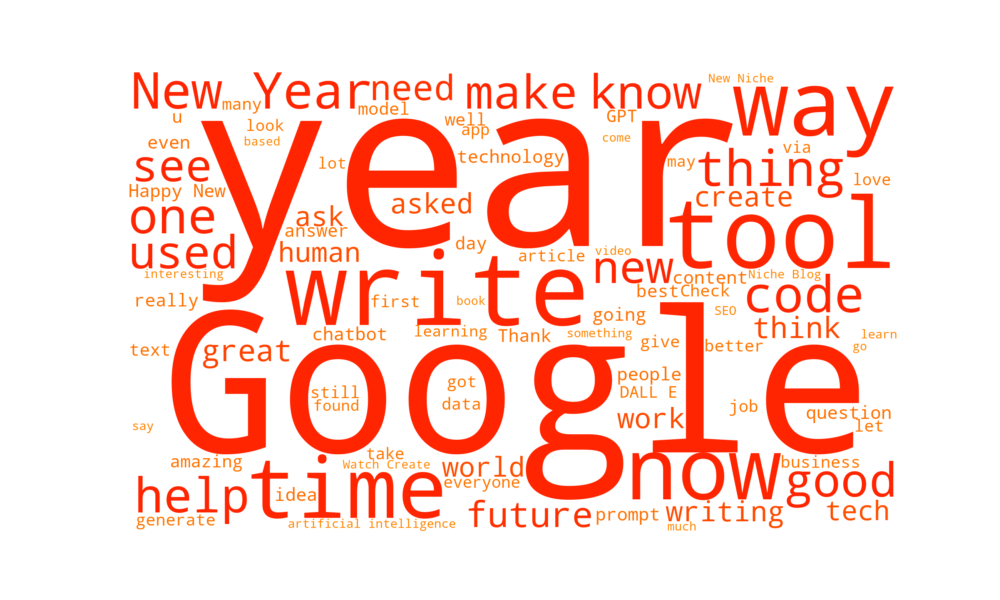 New Year
need
make
know
New Niche
way
many
u
model
well
GPT
look
app
come
even
based
year
via
see
lot
technology
may
thing
love
Happy New
create
one
ask
asked
tool
answer
used
human
day
article
video
interesting
write
new
content
Niche Blog
best
Check
code
really
first
book
going
SEO
think
chatbot
learning
Thank
something
learn
text
great
give
better
go
Google
people
still
got
DALL E
found
data
work
job
question
let
say
amazing
take
Watch Create
world
everyone
now
business
good
help
time
idea
future
prompt
writing
tech
generate
artificial intelligence
much